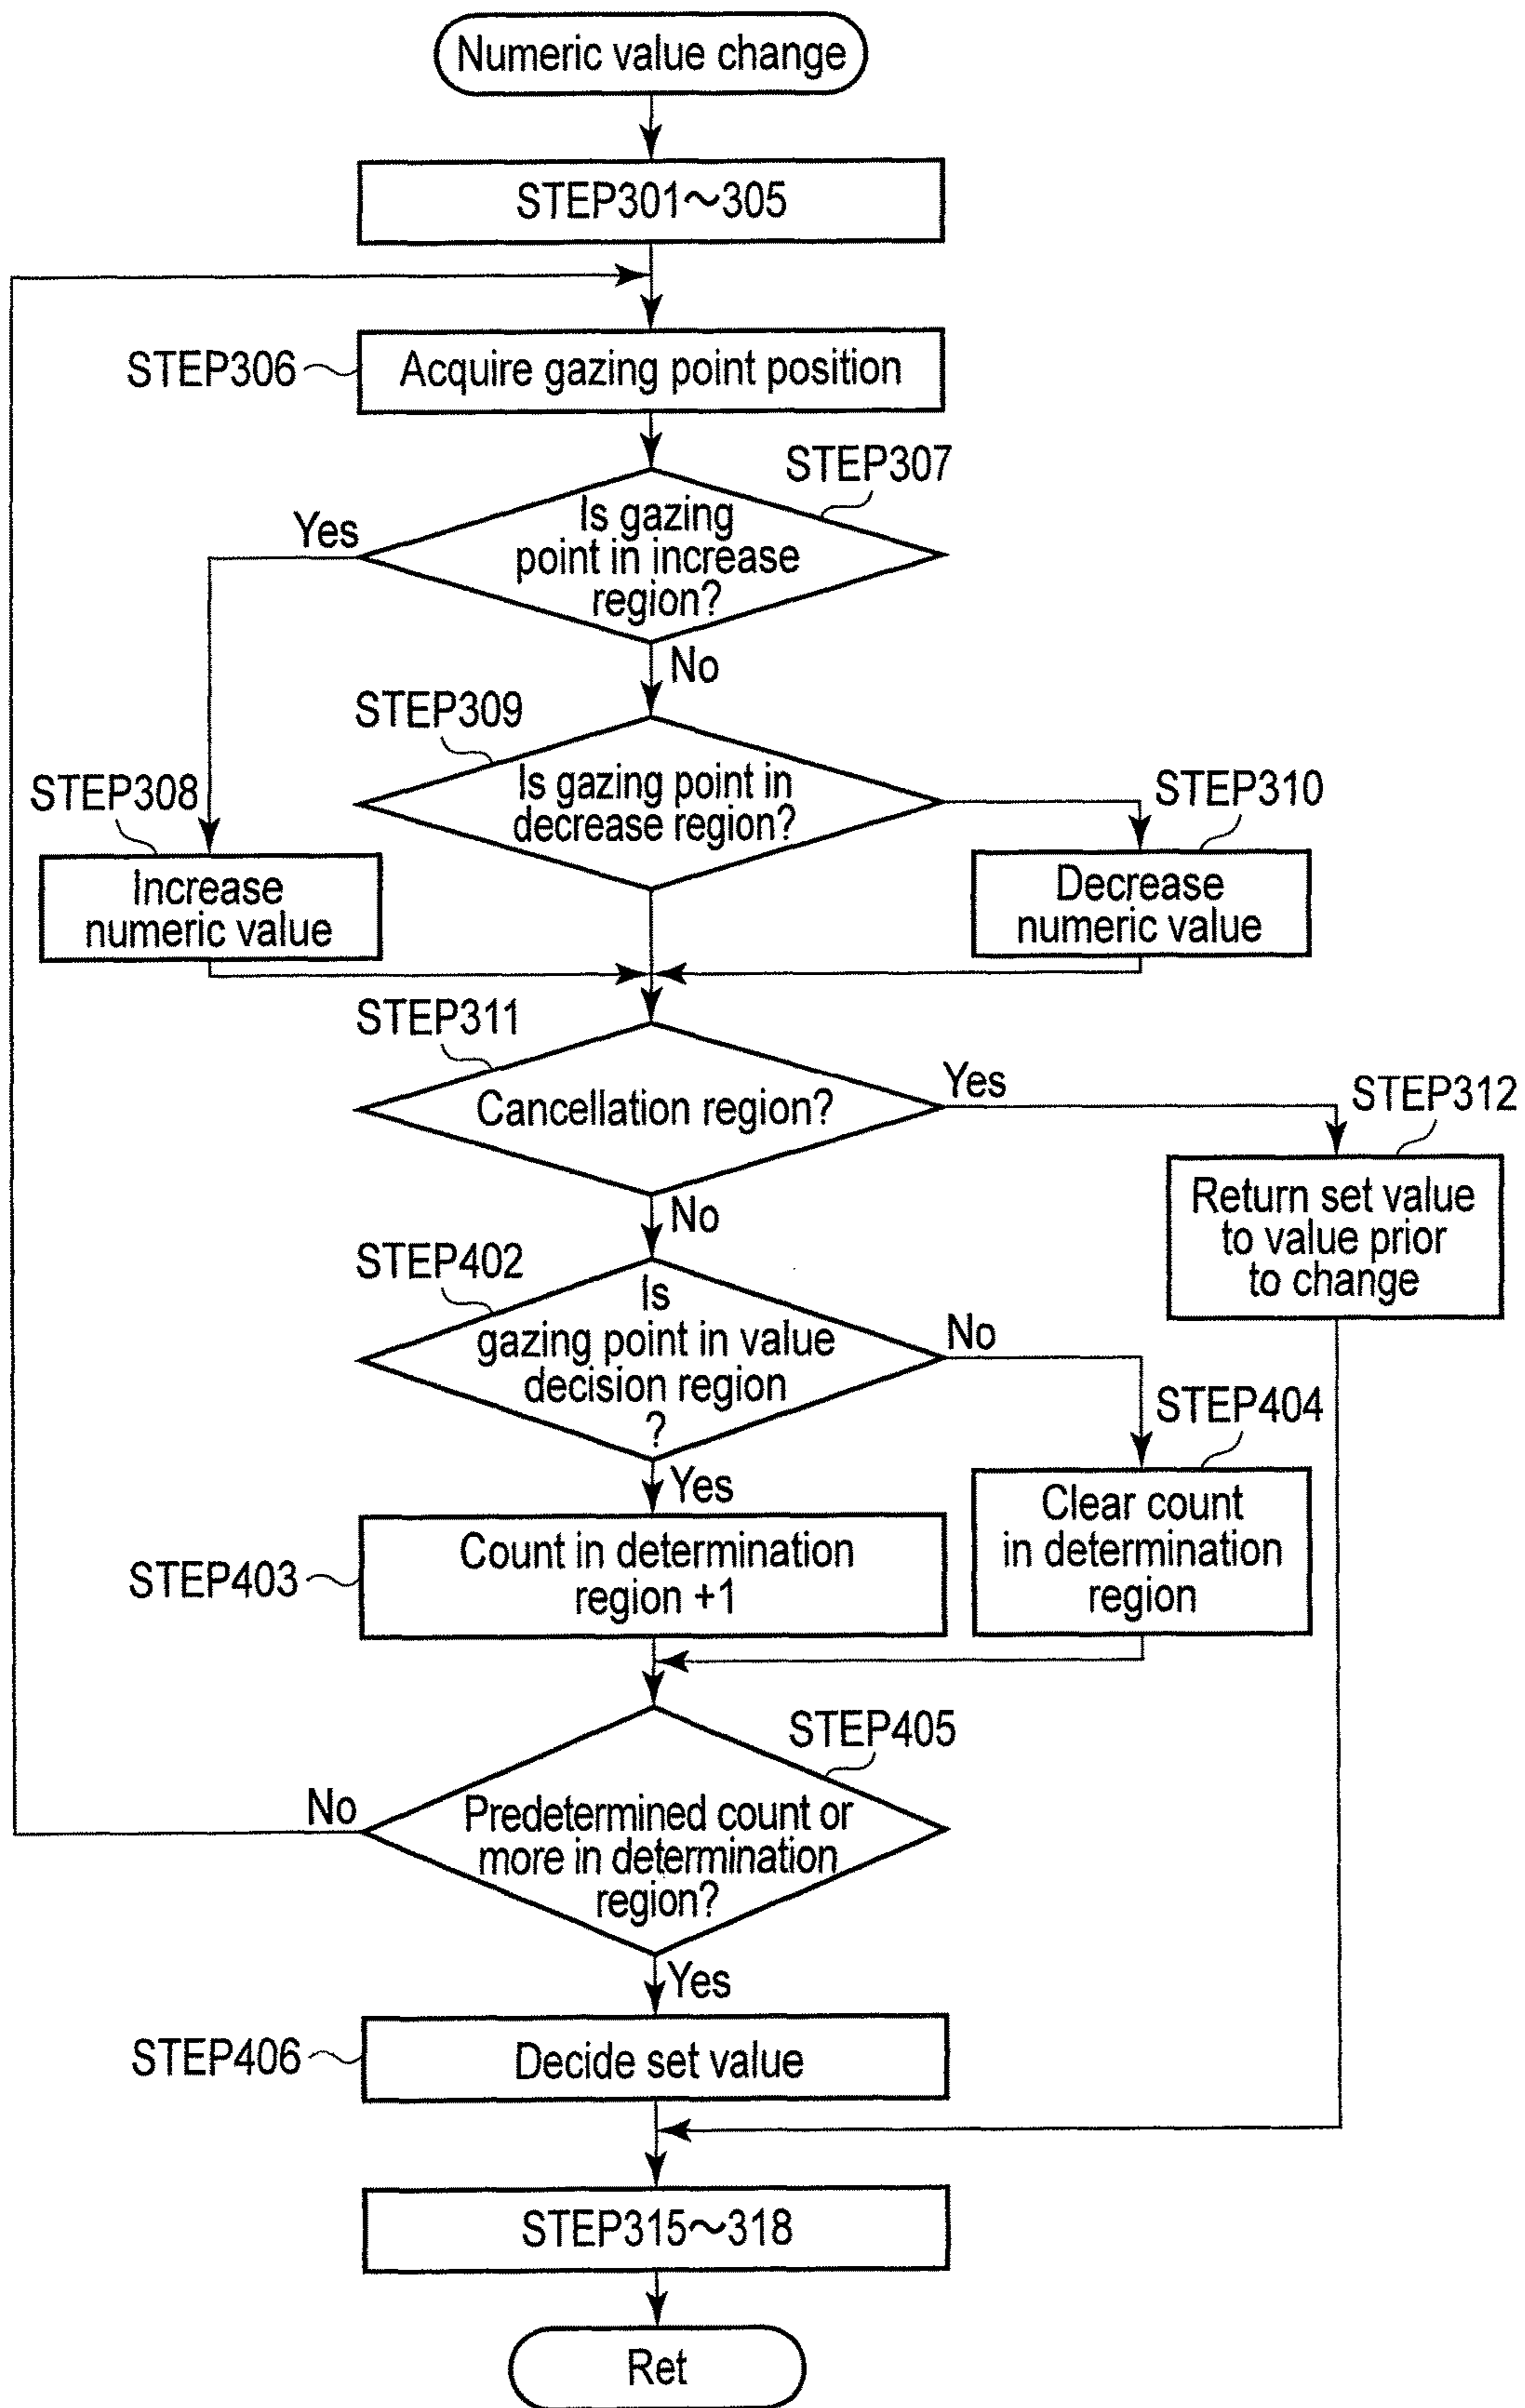 Numeric value change
STEP301～305
STEP306
Acquire gazing point position
STEP307
Is gazing
point in increase
region?
Yes
No
STEP309
Is gazing point in
decrease region?
STEP308
Increase
numeric value
STEP310
Decrease
numeric value
STEP311
Cancellation region?
Yes
No
STEP312
Return set value
to value prior
to change
STEP402
Is
gazing point in value
decision region
?
No
Yes
STEP404
Clear count
in determination
region
STEP403
Count in determination
region +1
STEP405
Predetermined count or
more in determination
region?
No
Yes
STEP406
Decide set value
STEP315～318
Ret